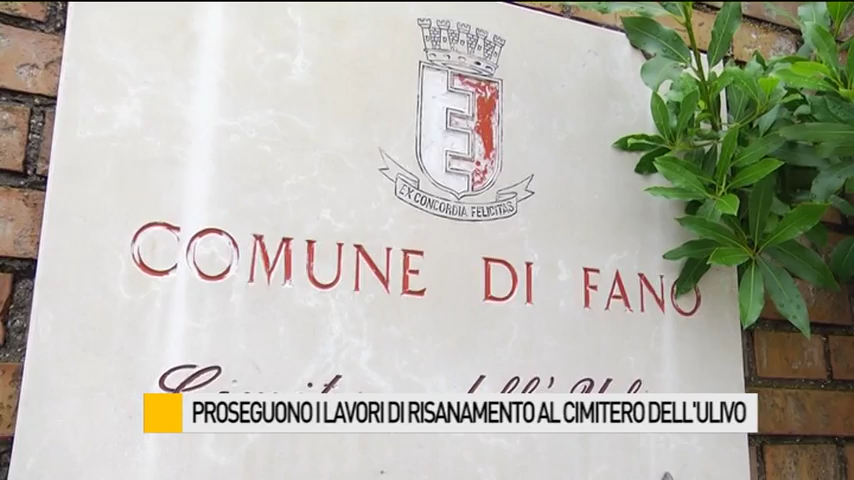 EX CONCORDIA FELICITAS
COMUNE DI FANO
PROSEGUONO I LAVORI DI RISANAMENTO AL CIMITERO DELL'ULIVO